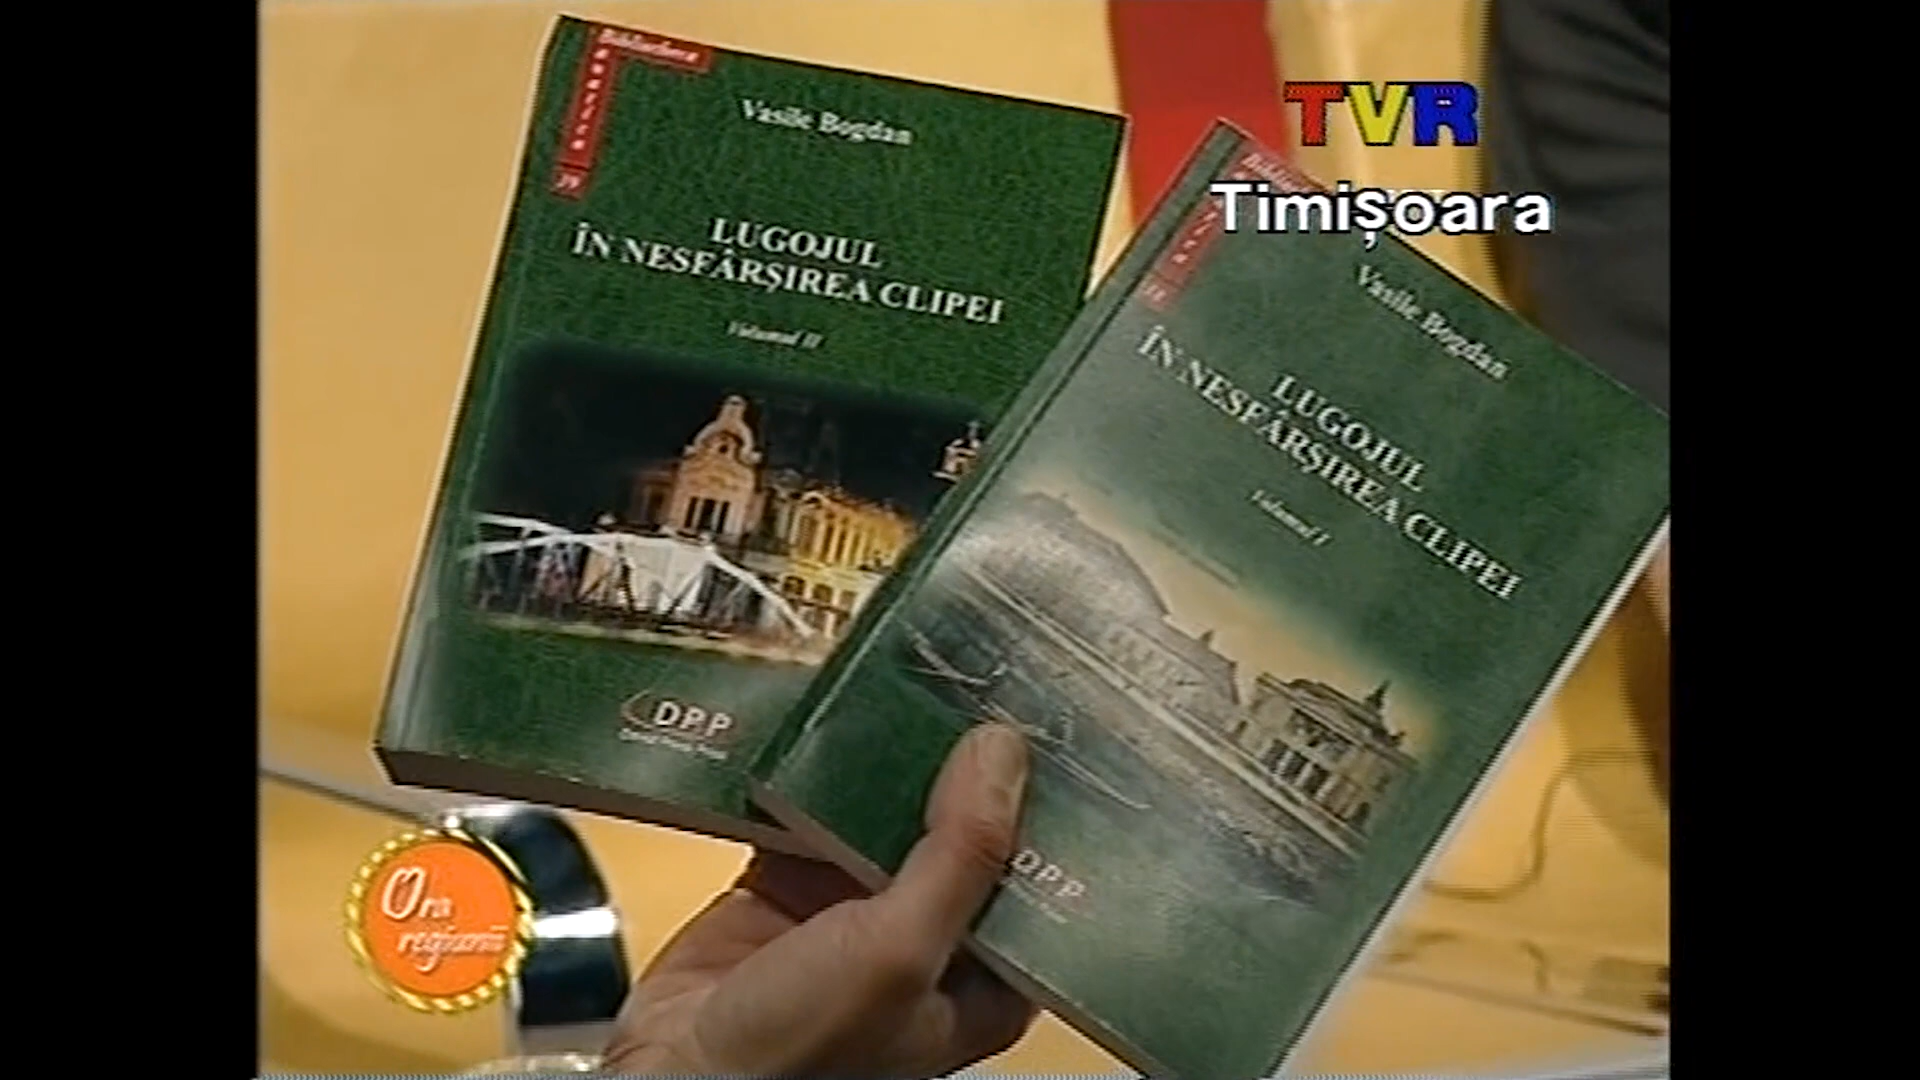 Vasile Bogdan
LUGOJUL
ÎN NESFÂRȘIREA CLIPEI
Volumul II
DPP
TVR
Timișoara
Vasile Bogdan
LUGOJUL
ÎN NESFÂRȘIREA CLIPEI
Volumul I
DPP
Ora
regiunii